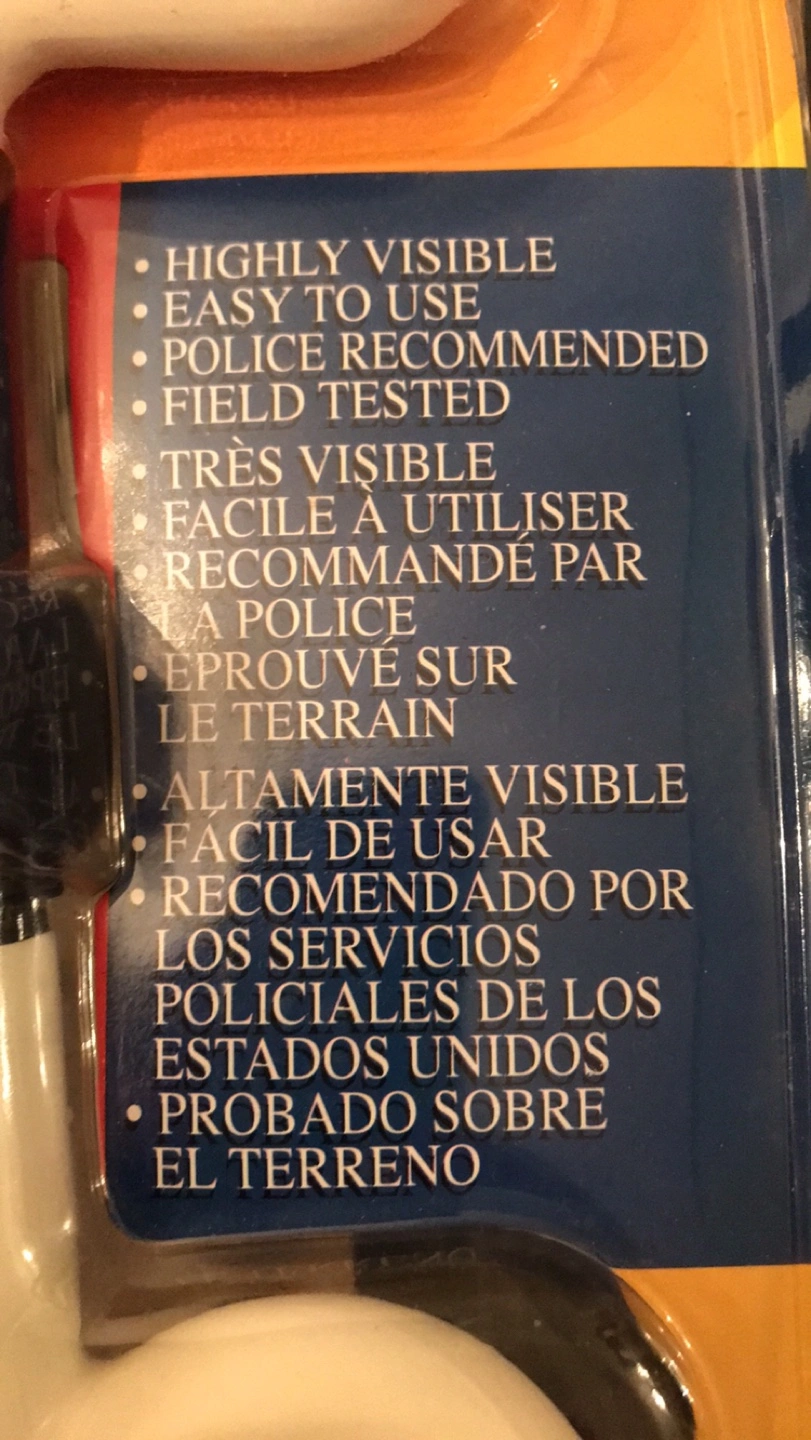 • HIGHLY VISIBLE
• EASY TO USE
• POLICE RECOMMENDED
• FIELD TESTED
• TRÈS VISIBLE
• FACILE À UTILISER
• RECOMMANDÉ PAR
LA POLICE
• EPROUVÉ SUR
LE TERRAIN
• ALTAMENTE VISIBLE
• FÁCIL DE USAR
• RECOMENDADO POR
LOS SERVICIOS
POLICIALES DE LOS
ESTADOS UNIDOS
• PROBADO SOBRE
EL TERRENO